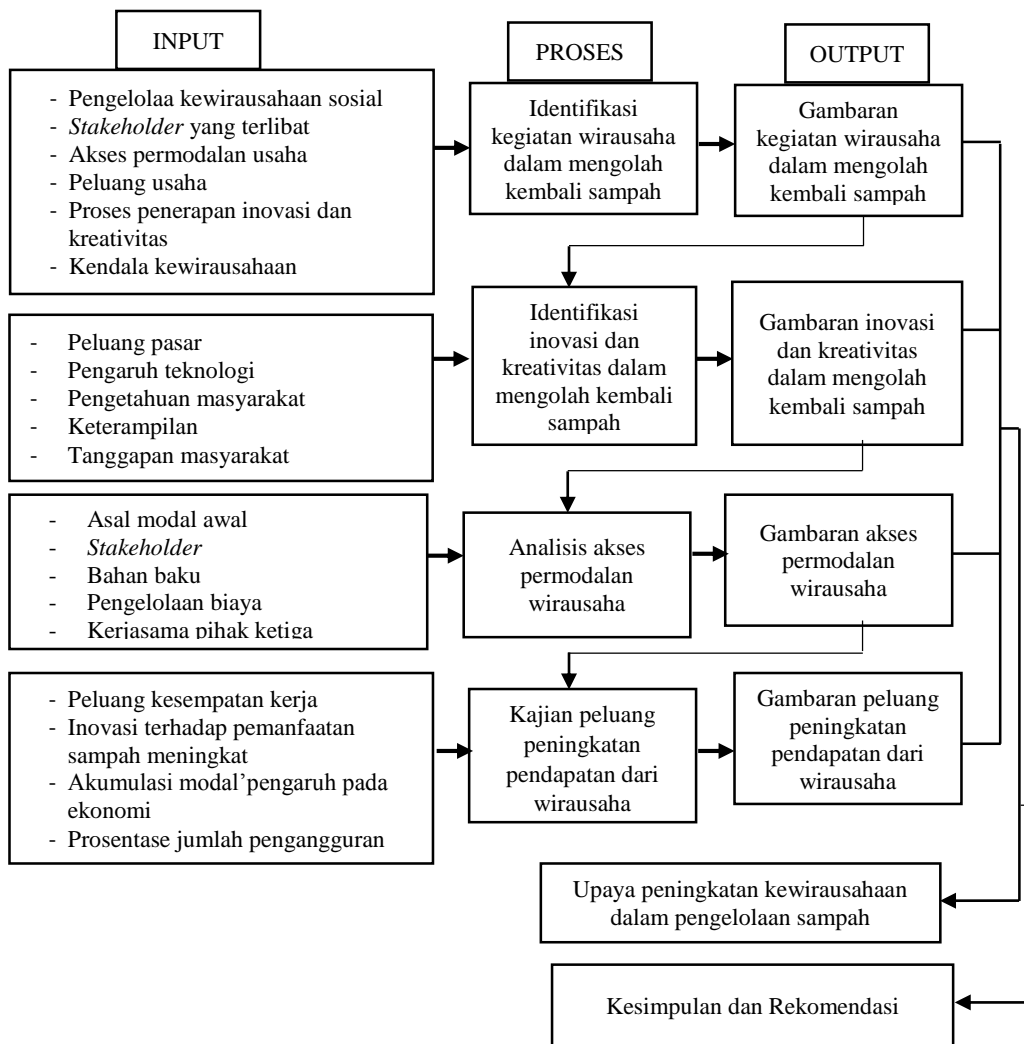 INPUT
PROSES
OUTPUT
- Pengelolaa kewirausahaan sosial
- Stakeholder yang terlibat
- Akses permodalan usaha
- Peluang usaha
- Proses penerapan inovasi dan
kreativitas
- Kendala kewirausahaan
Identifikasi
kegiatan wirausaha
dalam mengolah
kembali sampah
Gambaran
kegiatan wirausaha
dalam mengolah
kembali sampah
- Peluang pasar
- Pengaruh teknologi
- Pengetahuan masyarakat
- Keterampilan
- Tanggapan masyarakat
Identifikasi
inovasi dan
kreativitas dalam
mengolah kembali
sampah
Gambaran inovasi
dan kreativitas
dalam mengolah
kembali sampah
- Asal modal awal
- Stakeholder
- Bahan baku
- Pengelolaan biaya
- Kerjasama pihak ketiga
Analisis akses
permodalan
wirausaha
Gambaran akses
permodalan
wirausaha
- Peluang kesempatan kerja
- Inovasi terhadap pemanfaatan
sampah meningkat
- Akumulasi modal’pengaruh pada
ekonomi
- Prosentase jumlah pengangguran
Kajian peluang
peningkatan
pendapatan dari
wirausaha
Gambaran peluang
peningkatan
pendapatan dari
wirausaha
Upaya peningkatan kewirausahaan
dalam pengelolaan sampah
Kesimpulan dan Rekomendasi